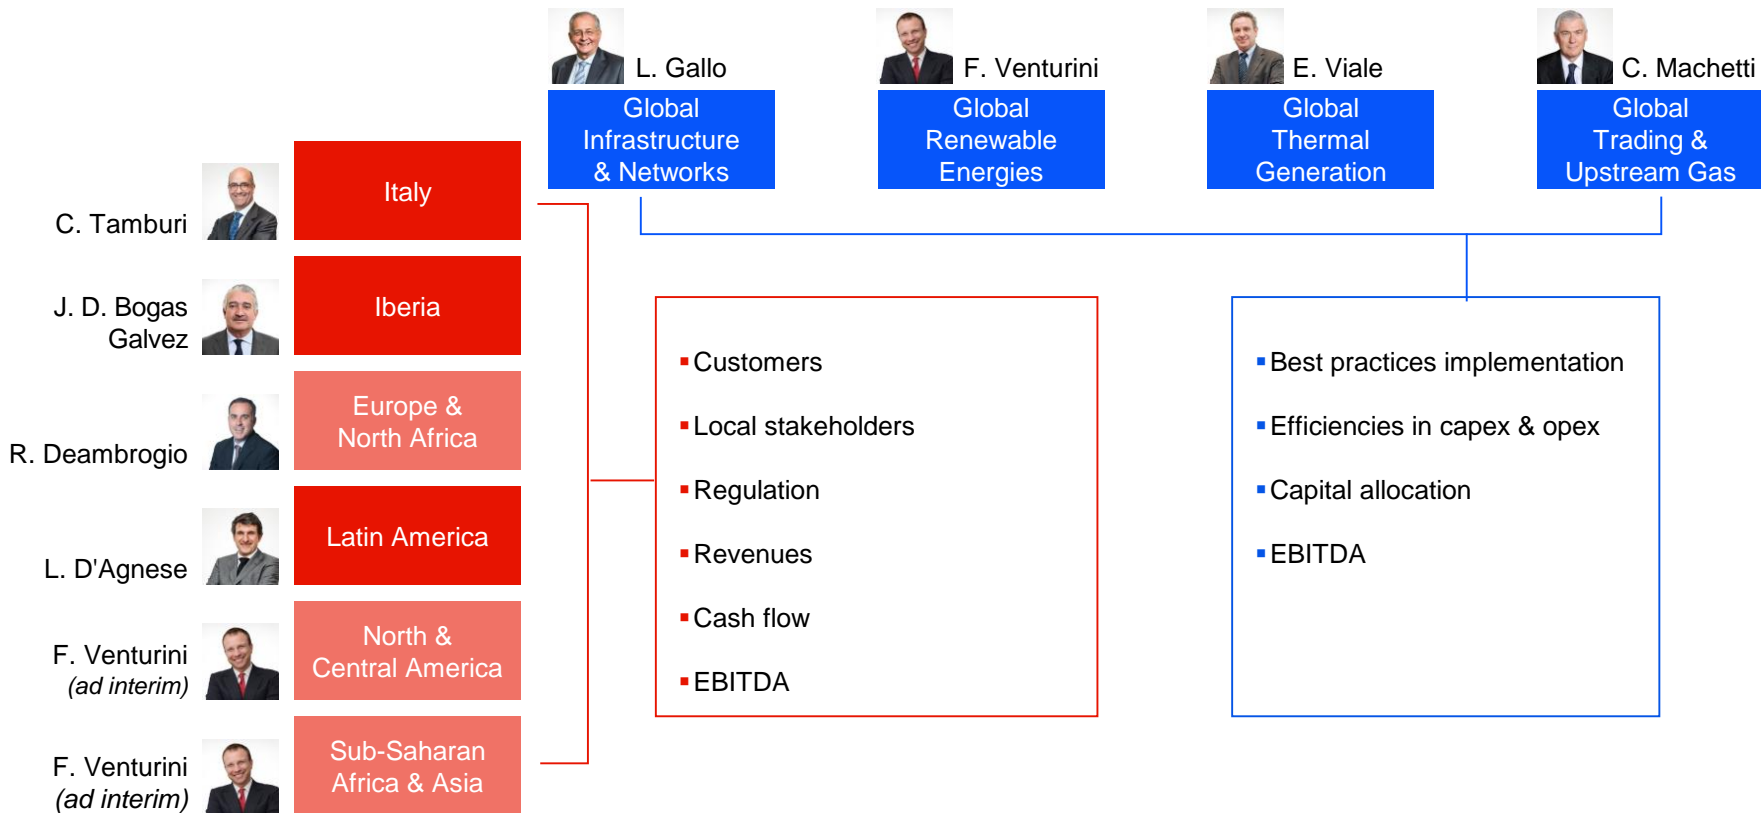 L. Gallo
F. Venturini
E. Viale
C. Machetti
Global
Infrastructure
& Networks
Global
Renewable
Energies
Global
Thermal
Generation
Global
Trading &
Upstream Gas
C. Tamburi
Italy
J. D. Bogas
Galvez
Iberia
R. Deambrogio
Europe &
North Africa
L. D'Agnese
Latin America
F. Venturini
(ad interim)
North &
Central America
F. Venturini
(ad interim)
Sub-Saharan
Africa & Asia
▪Customers
▪Local stakeholders
▪Regulation
▪Revenues
▪Cash flow
▪EBITDA
▪Best practices implementation
▪Efficiencies in capex & opex
▪Capital allocation
▪EBITDA